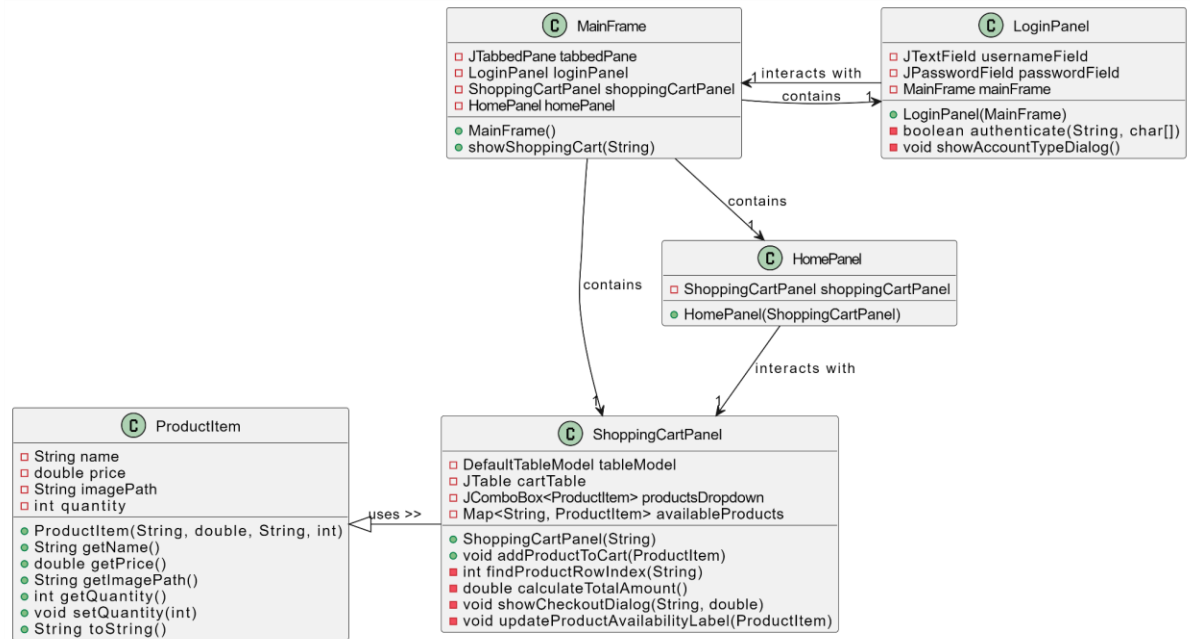 C MainFrame
JTabbedPane tabbedPane
LoginPanel loginPanel
ShoppingCartPanel shoppingCartPanel
HomePanel homePanel
MainFrame()
showShoppingCart(String)
1 interacts with
contains 1
C LoginPanel
JTextField usernameField
JPasswordField passwordField
MainFrame mainFrame
LoginPanel(MainFrame)
boolean authenticate(String, char[])
void showAccountTypeDialog()
contains
1
C HomePanel
ShoppingCartPanel shoppingCartPanel
HomePanel(ShoppingCartPanel)
contains
1
interacts with
1
C ProductItem
String name
double price
String imagePath
int quantity
ProductItem(String, double, String, int)
String getName()
double getPrice()
String getImagePath()
int getQuantity()
void setQuantity(int)
String toString()
uses >>
C ShoppingCartPanel
DefaultTableModel tableModel
JTable cartTable
JComboBox<ProductItem> productsDropdown
Map<String, ProductItem> availableProducts
ShoppingCartPanel(String)
void addProductToCart(ProductItem)
int findProductRowIndex(String)
double calculateTotalAmount()
void showCheckoutDialog(String, double)
void updateProductAvailabilityLabel(ProductItem)